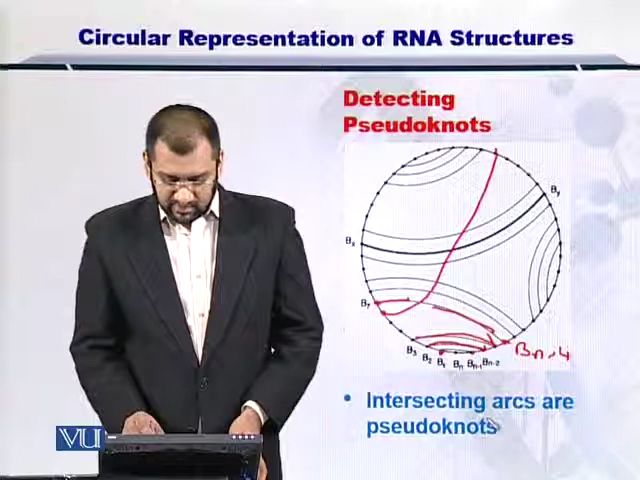 Circular Representation of RNA Structures
Detecting
Pseudoknots
By
Bx
B7
B3
B2
B1
Bn
Bn-1
Bn-2
Bn-4
• Intersecting arcs are
pseudoknots
VU